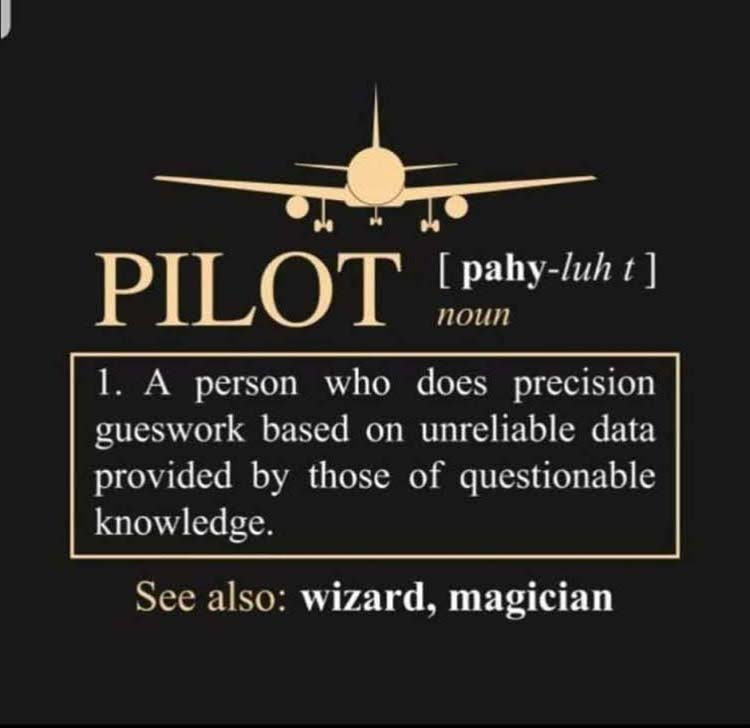 PILOT [ pahy-luh t ]
noun
1. A person who does precision
gueswork based on unreliable data
provided by those of questionable
knowledge.
See also: wizard, magician